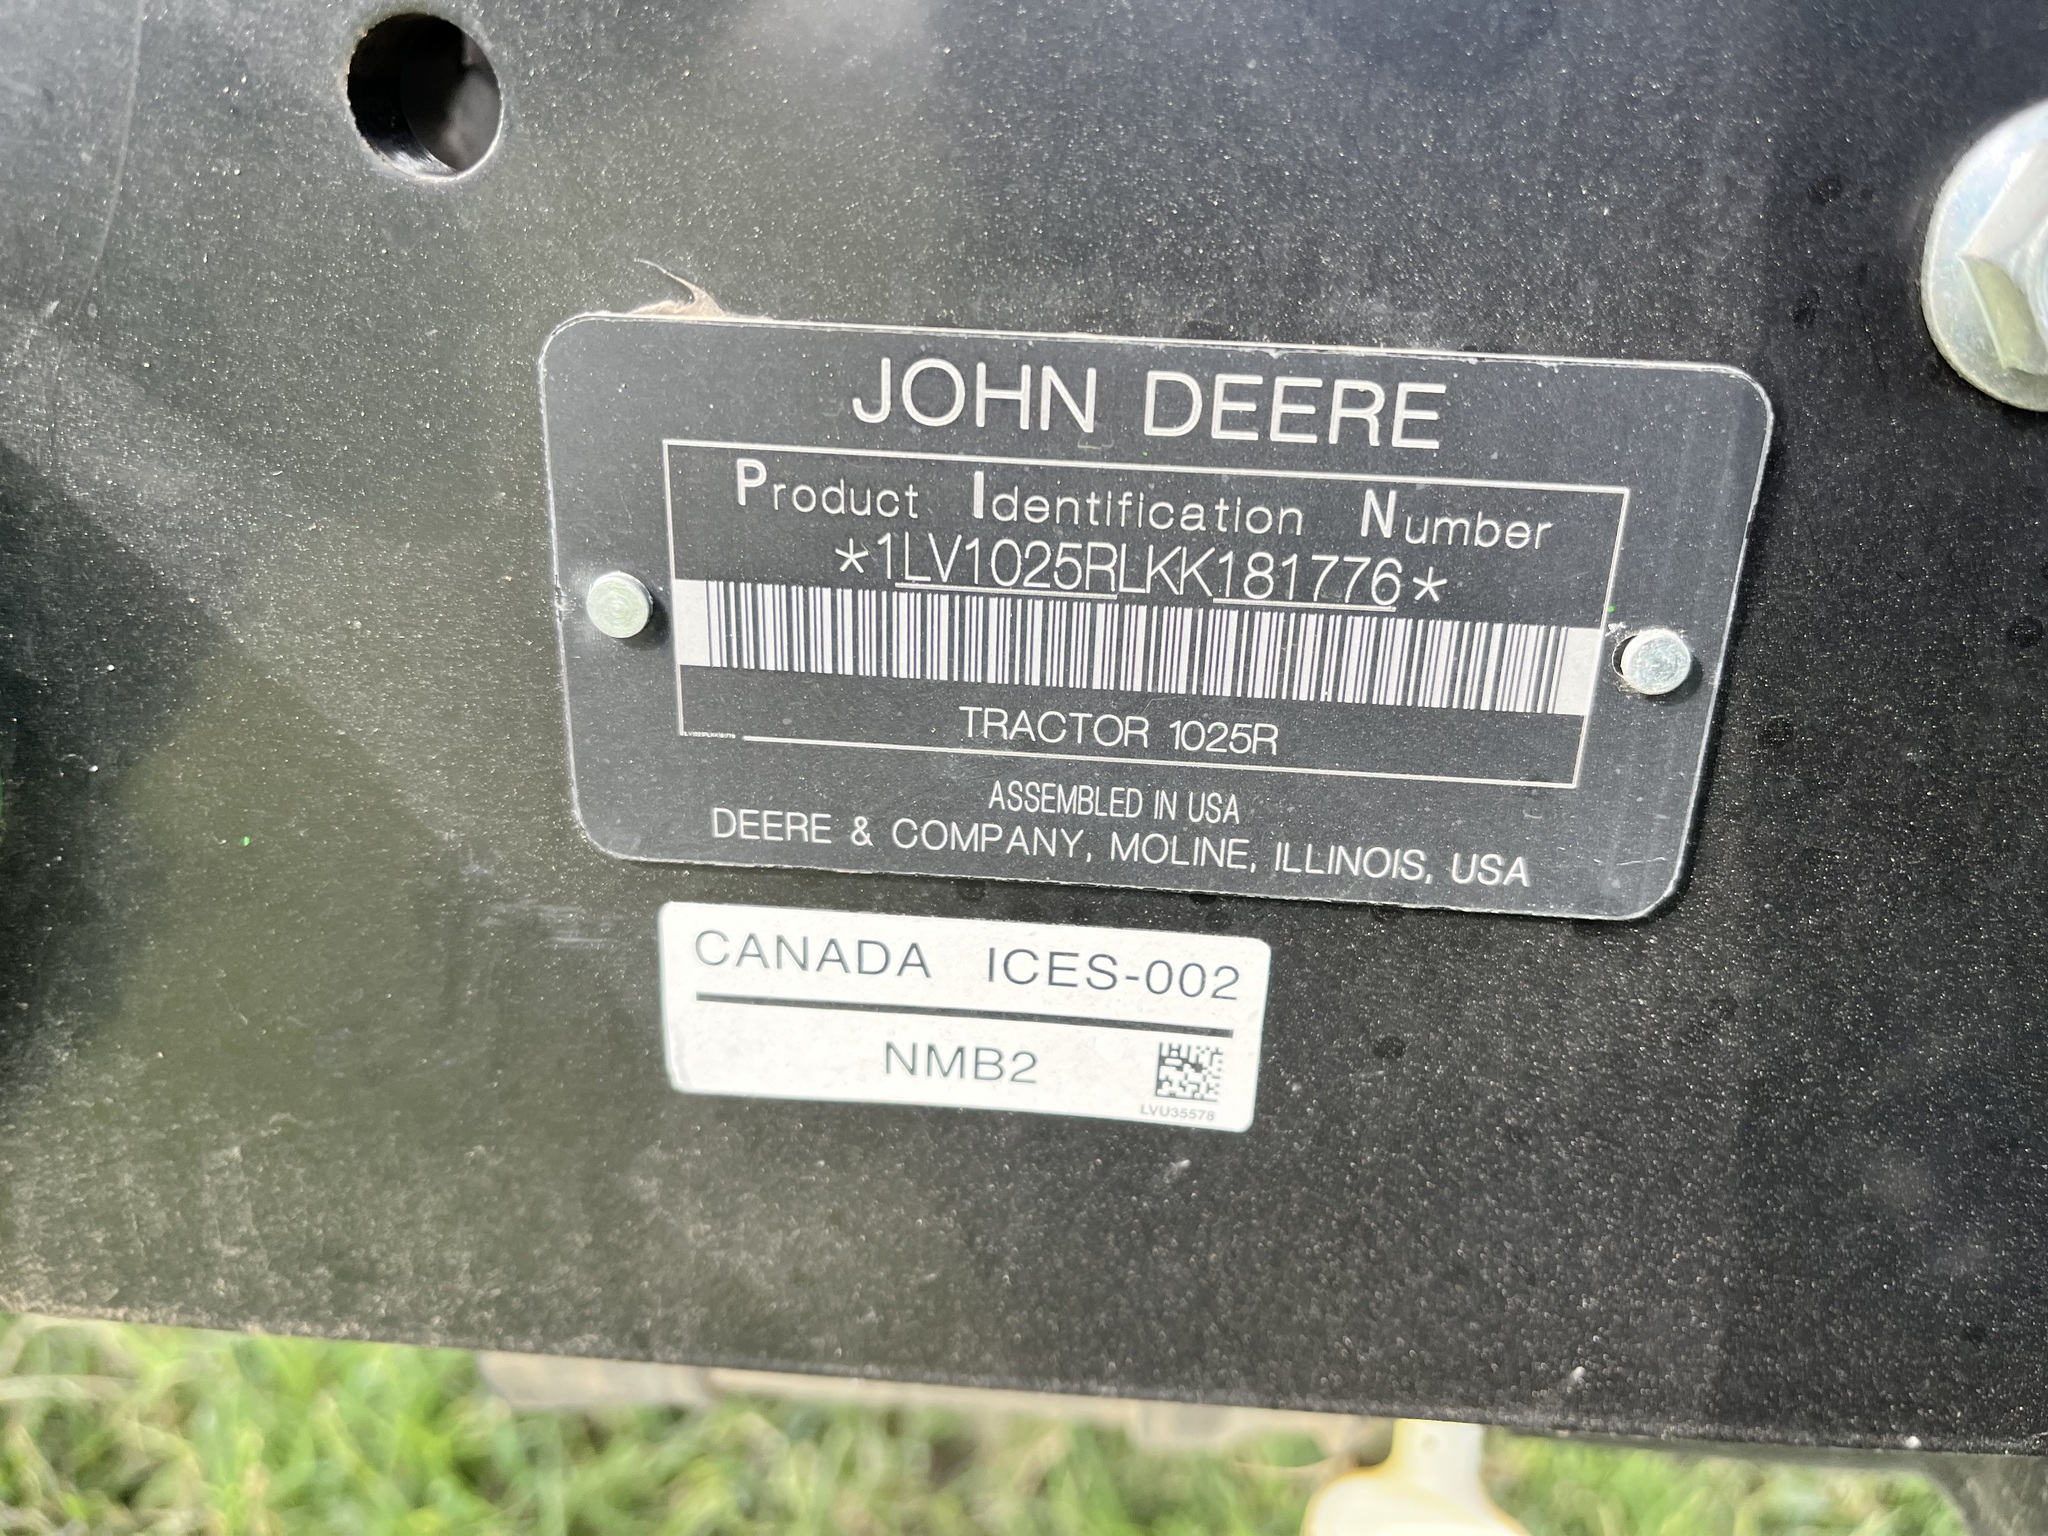 JOHN DEERE
Product Identification Number
*1LV1025RLKK181776*
TRACTOR 1025R
ASSEMBLED IN USA
DEERE & COMPANY, MOLINE, ILLINOIS, USA
CANADA ICES-002
NMB2
LVU35578